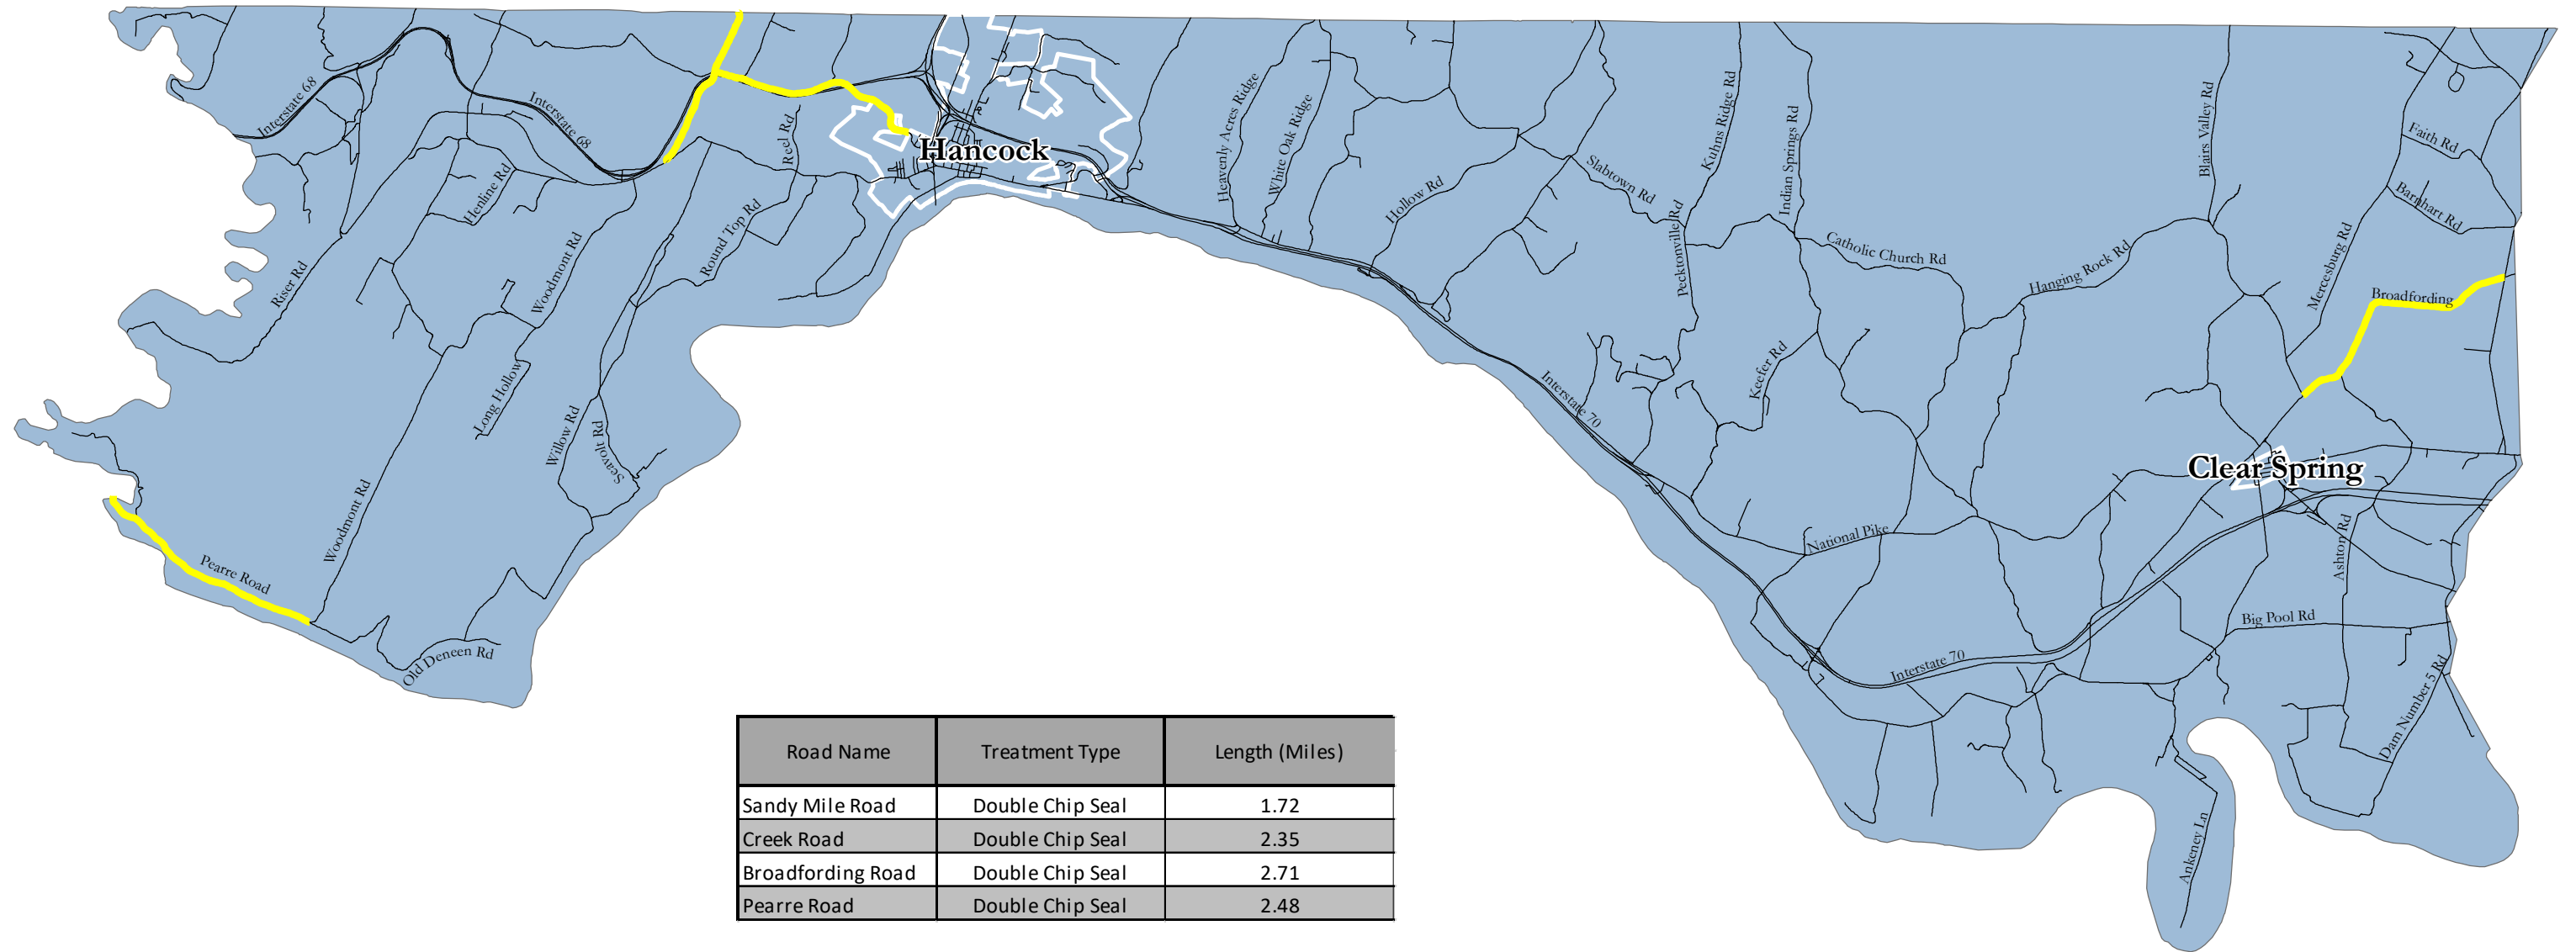 Interstate 68
Interstate 68
Hancock
Reel Rd
Henline Rd
Riser Rd
Woodmont Rd
Round Top Rd
Long Hollow
Willow Rd
Seavolt Rd
Woodmont Rd
Pearre Road
Old Deneen Rd
Heavenly Acres Ridge
White Oak Ridge
Hollow Rd
Slabtown Rd
Kuhns Ridge Rd
Indian Springs Rd
Pecktonville Rd
Catholic Church Rd
Hanging Rock Rd
Blairs Valley Rd
Mercesburg Rd
Faith Rd
Barnhart Rd
Broadfording
Keefer Rd
Interstate 70
Clear Spring
National Pike
Ashton Rd
Big Pool Rd
Interstate 70
Dam Number 5 Rd
Ankeney Ln
Road Name Treatment Type Length (Miles)
Sandy Mile Road Double Chip Seal 1.72
Creek Road Double Chip Seal 2.35
Broadfording Road Double Chip Seal 2.71
Pearre Road Double Chip Seal 2.48